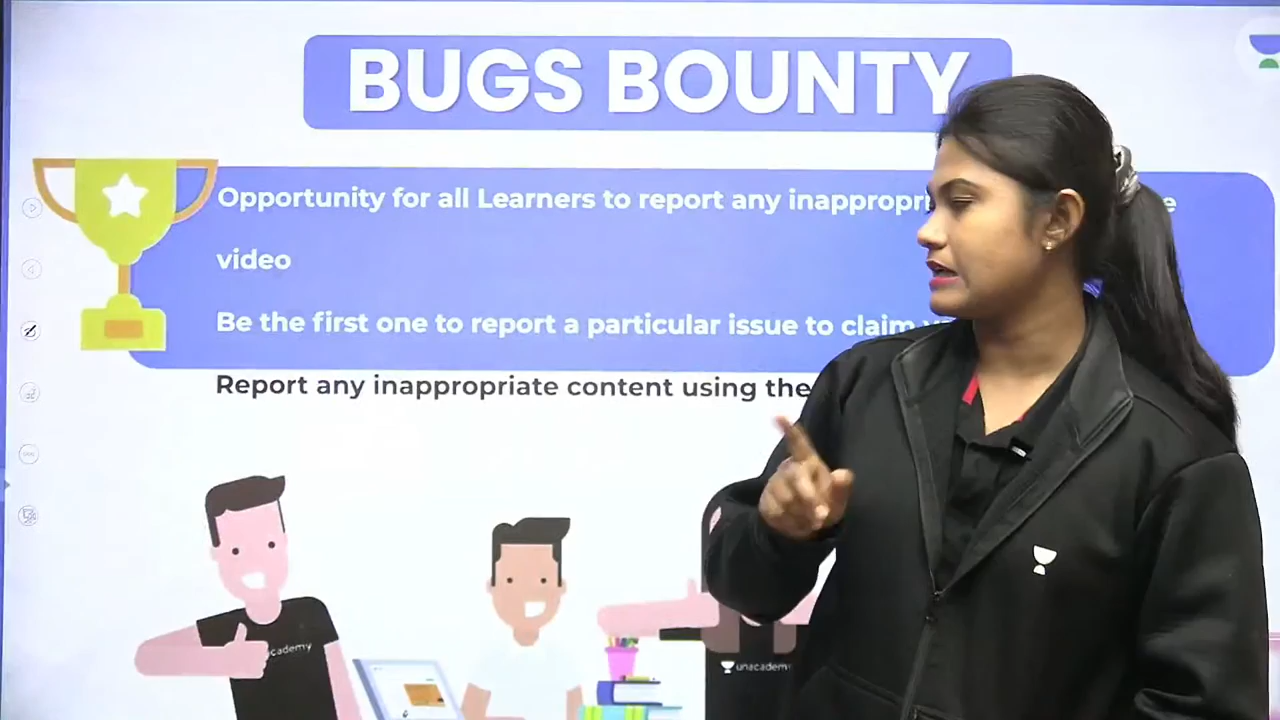 BUGS BOUNTY
Opportunity for all Learners to report any
video
Be the first one to report a particular issue to claim
Report any inappropriate content using the
unacademy